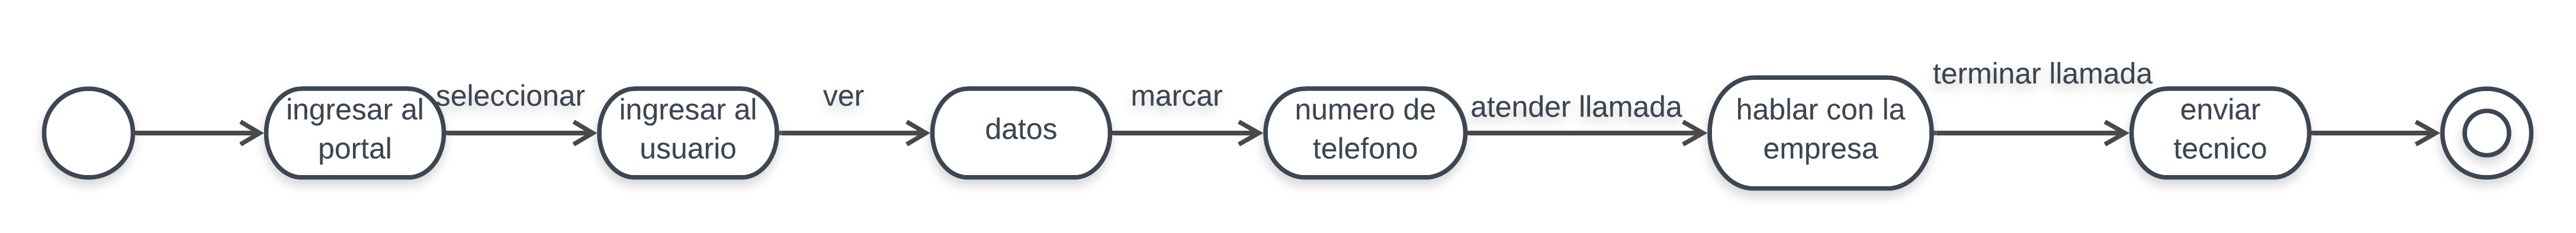 ingresar al
portal
seleccionar
ingresar al
usuario
ver
datos
marcar
numero de
telefono
atender llamada
hablar con la
empresa
terminar llamada
enviar
tecnico